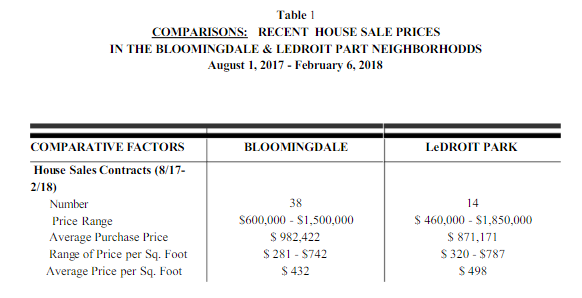 Table 1
COMPARISONS: RECENT HOUSE SALE PRICES
IN THE BLOOMINGDALE & LEDROIT PART NEIGHBORHODDS
August 1, 2017 - February 6, 2018
COMPARATIVE FACTORS BLOOMINGDALE LeDROIT PARK
House Sales Contracts (8/17-
2/18)
Number 38 14
Price Range $600,000 - $1,500,000 $ 460,000 - $1,850,000
Average Purchase Price $ 982,422 $ 871,171
Range of Price per Sq. Foot $ 281 - $742 $ 320 - $787
Average Price per Sq. Foot $ 432 $ 498